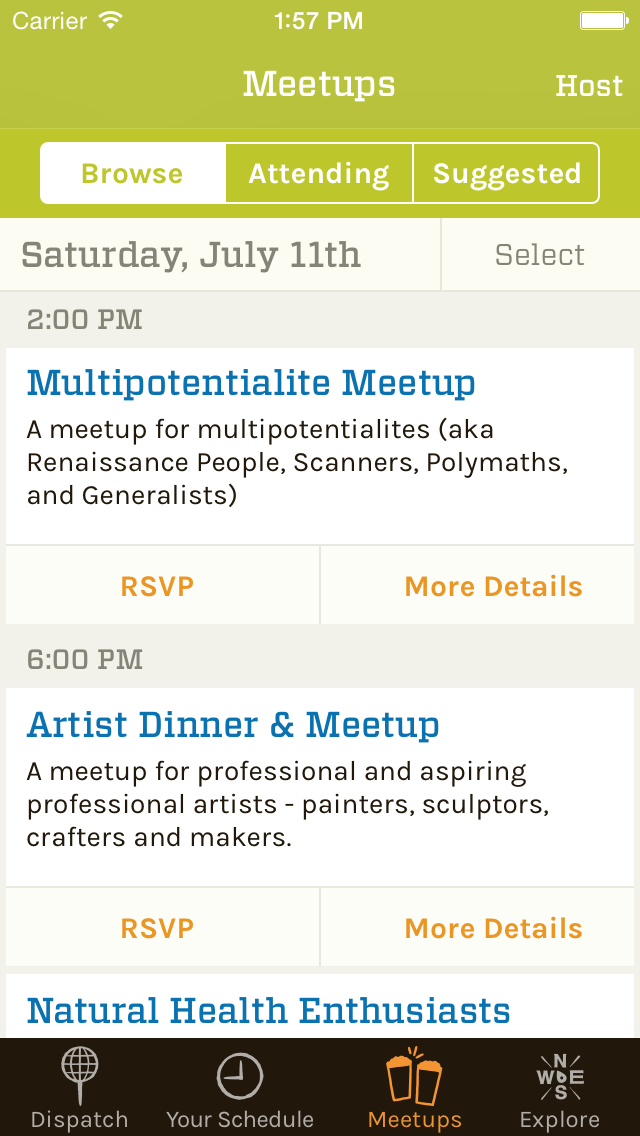 Carrier 1:57 PM
Meetups Host
Browse Attending Suggested
Saturday, July 11th Select
2:00 PM
Multipotentialite Meetup
A meetup for multipotentialites (aka
Renaissance People, Scanners, Polymaths,
and Generalists)
RSVP More Details
6:00 PM
Artist Dinner & Meetup
A meetup for professional and aspiring
professional artists - painters, sculptors,
crafters and makers.
RSVP More Details
Natural Health Enthusiasts
N
W D E
S
Dispatch Your Schedule Meetups Explore